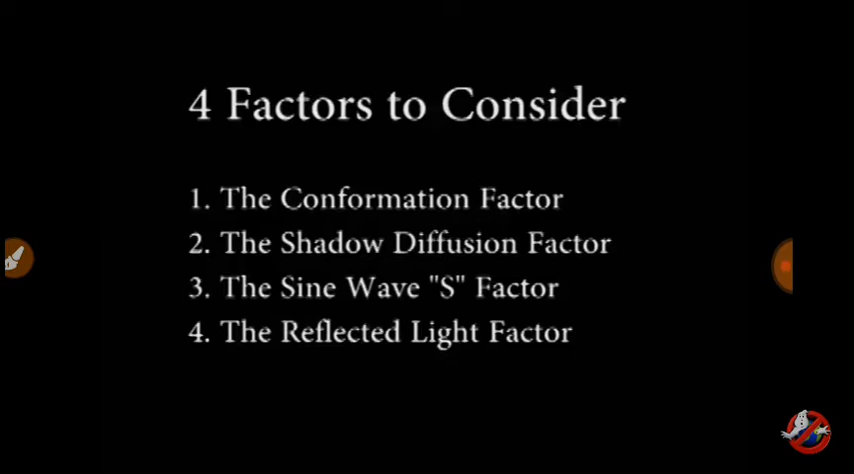 4 Factors to Consider
1. The Conformation Factor
2. The Shadow Diffusion Factor
3. The Sine Wave "S" Factor
4. The Reflected Light Factor